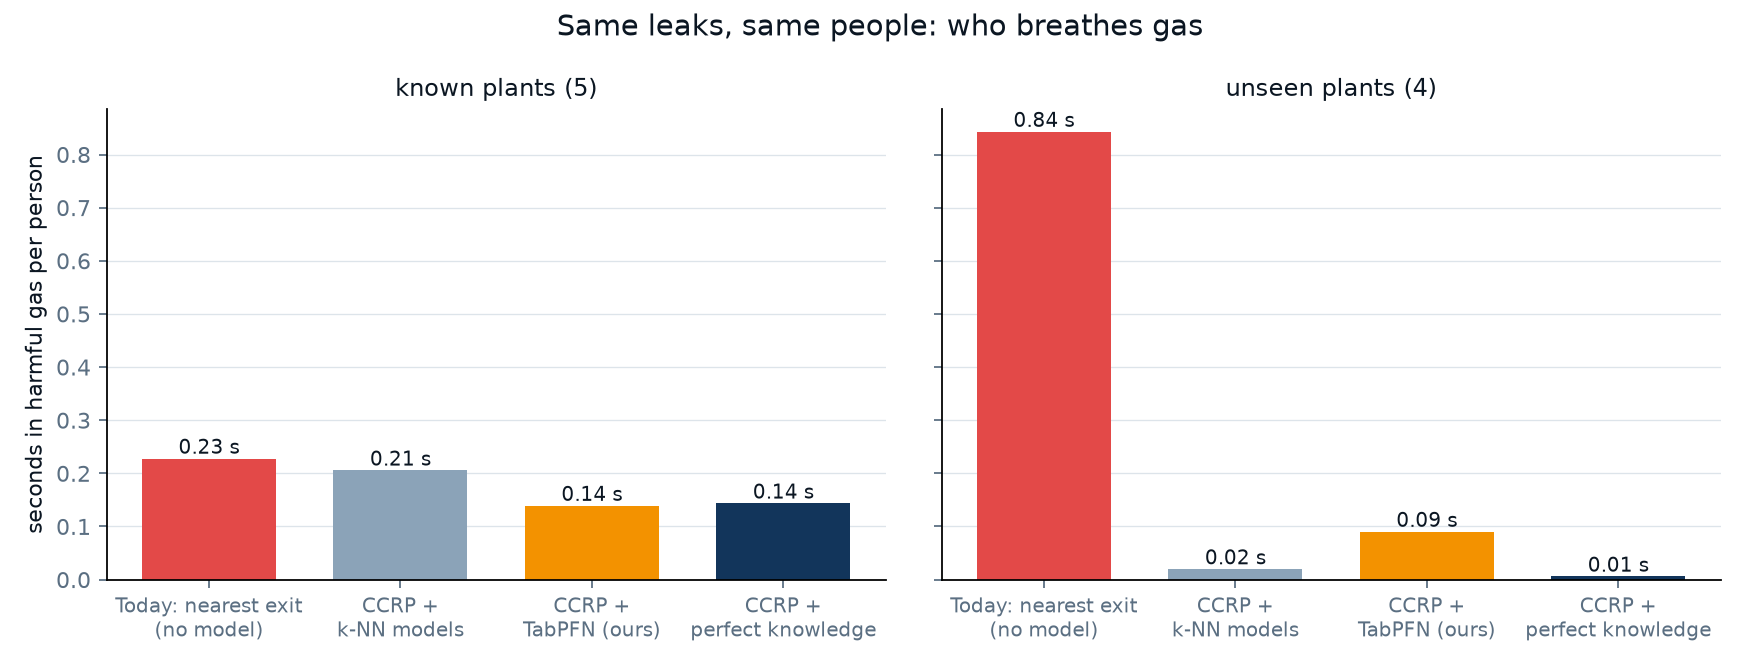 Same leaks, same people: who breathes gas
known plants (5)
seconds in harmful gas per person
0.8
0.7
0.6
0.5
0.4
0.3
0.2
0.1
0.0
0.23 s
0.21 s
0.14 s
0.14 s
Today: nearest exit
(no model)
CCRP +
k-NN models
CCRP +
TabPFN (ours)
CCRP +
perfect knowledge
unseen plants (4)
0.84 s
0.02 s
0.09 s
0.01 s
Today: nearest exit
(no model)
CCRP +
k-NN models
CCRP +
TabPFN (ours)
CCRP +
perfect knowledge